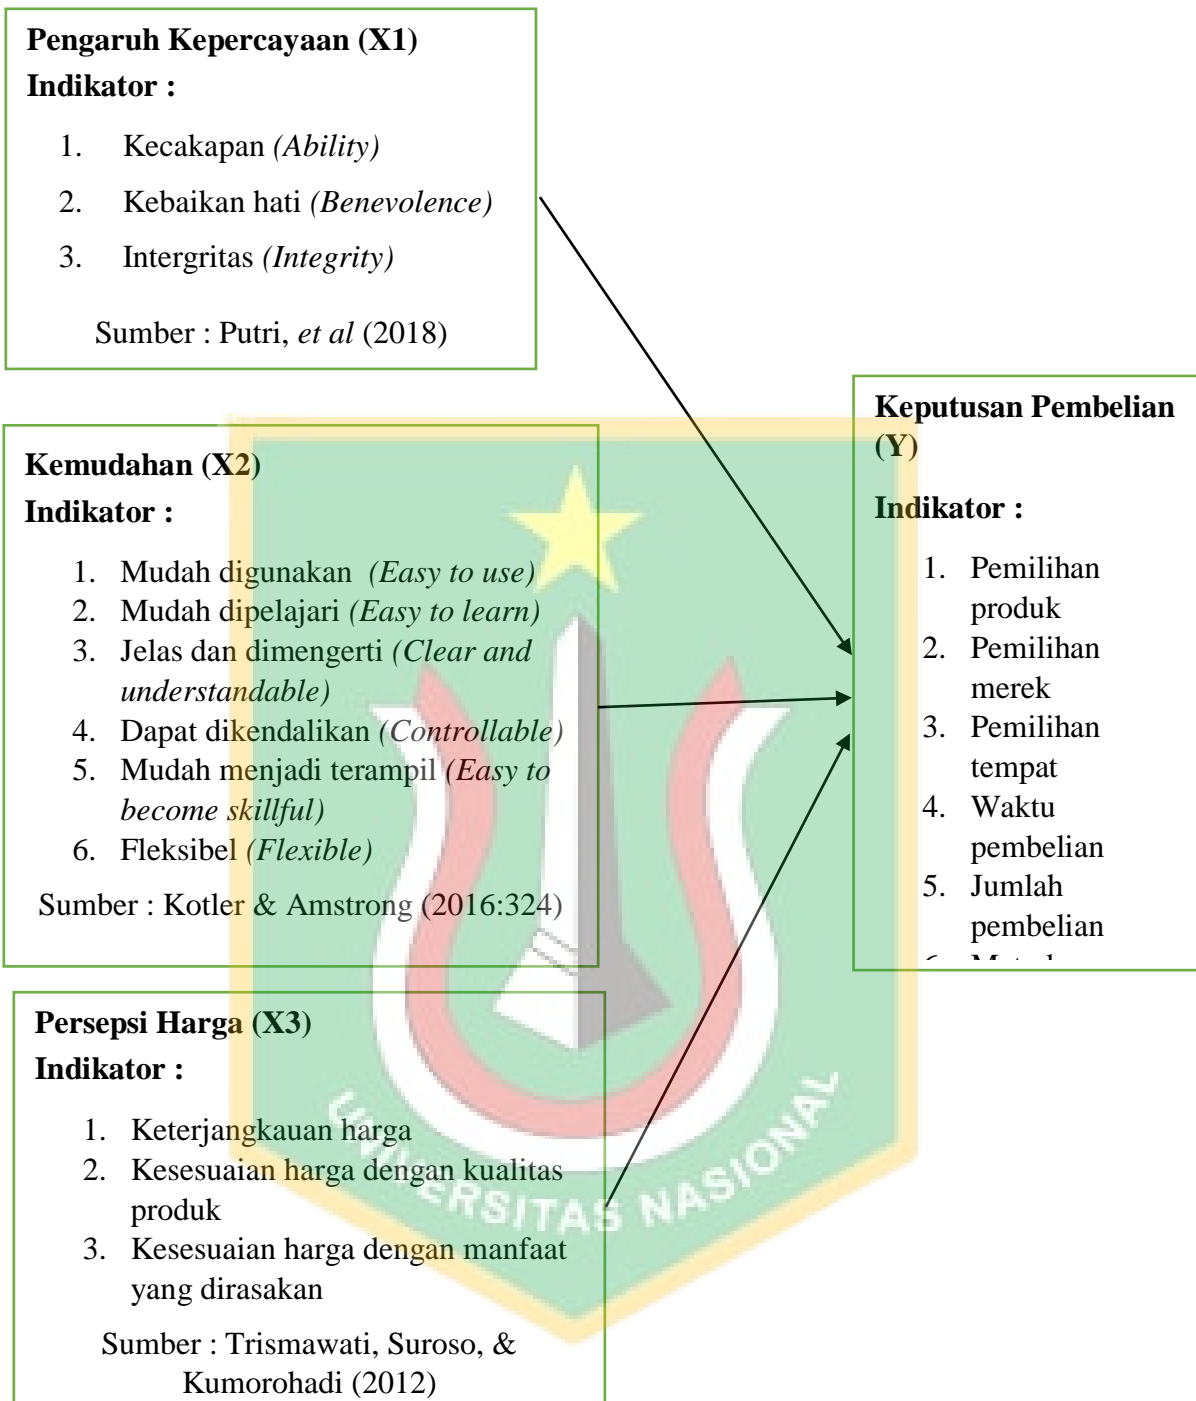 Pengaruh Kepercayaan (X1)
Indikator :
1. Kecakapan (Ability)
2. Kebaikan hati (Benevolence)
3. Intergritas (Integrity)
Sumber : Putri, et al (2018)
Kemudahan (X2)
Indikator :
1. Mudah digunakan (Easy to use)
2. Mudah dipelajari (Easy to learn)
3. Jelas dan dimengerti (Clear and
understandable)
4. Dapat dikendalikan (Controllable)
5. Mudah menjadi terampil (Easy to
become skillful)
6. Fleksibel (Flexible)
Sumber : Kotler & Amstrong (2016:324)
Persepsi Harga (X3)
Indikator :
1. Keterjangkauan harga
2. Kesesuaian harga dengan kualitas
produk
3. Kesesuaian harga dengan manfaat
yang dirasakan
Sumber : Trismawati, Suroso, &
Kumorohadi (2012)
Keputusan Pembelian
(Y)
Indikator :
1. Pemilihan
produk
2. Pemilihan
merek
3. Pemilihan
tempat
4. Waktu
pembelian
5. Jumlah
pembelian
UNIVERSITAS NASIONAL